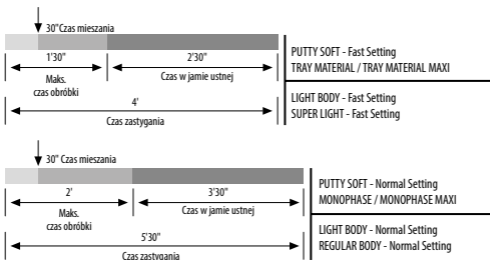 30"Czas mieszania
1'30"
2'30"
Maks.
czas obróbki
Czas w jamie ustnej
4'
Czas zastygania
PUTTY SOFT - Fast Setting
TRAY MATERIAL / TRAY MATERIAL MAXI
LIGHT BODY - Fast Setting
SUPER LIGHT - Fast Setting
30" Czas mieszania
2'
3'30"
Maks.
czas obróbki
Czas w jamie ustnej
5'30"
Czas zastygania
PUTTY SOFT - Normal Setting
MONOPHASE / MONOPHASE MAXI
LIGHT BODY - Normal Setting
REGULAR BODY - Normal Setting